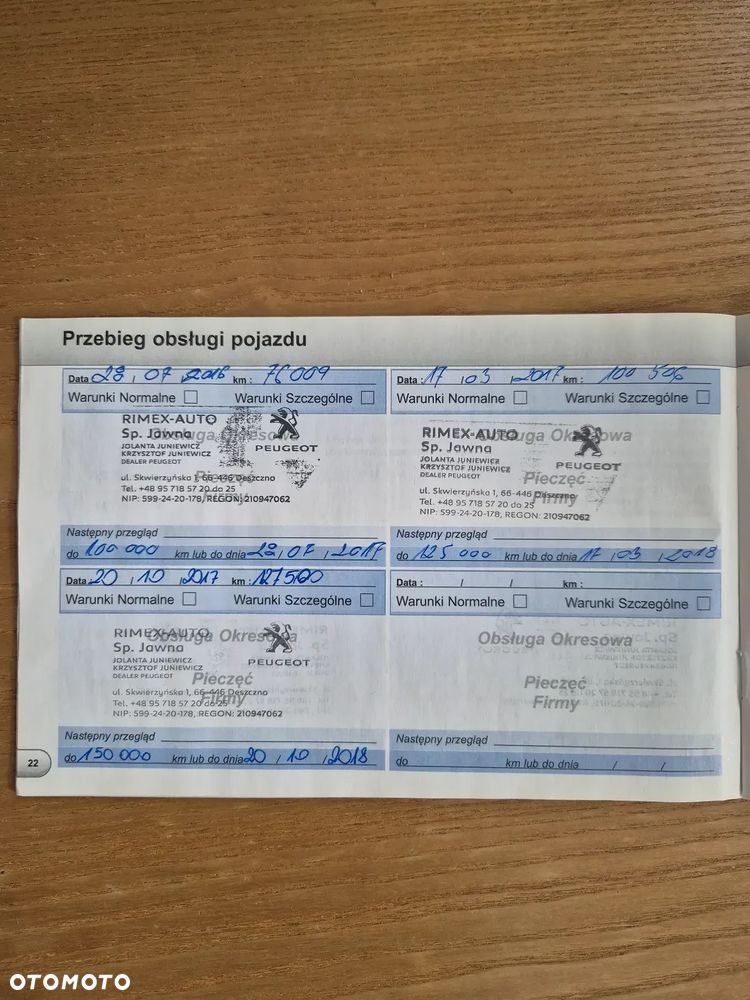 Przebieg obsługi pojazdu
Data 28 / 07 / 2016 km : 76009
Warunki Normalne Warunki Szczególne
Obsługa Okresowa
Pieczęć
Firmy
RIMEX-AUTO
Sp. Jawna
JOLANTA JUNIEWICZ
KRZYSZTOF JUNIEWICZ
DEALER PEUGEOT
PEUGEOT
ul. Skwierzyńska 1, 66-446 Deszczno
Tel. +48 95 718 57 20 do 25
NIP: 599-24-20-178, REGON: 210947062
Następny przegląd
do 100 000 km lub do dnia 28 / 07 / 2017
Data : 17 / 03 / 2017 km : 100 506
Warunki Normalne Warunki Szczególne
Obsługa Okresowa
Pieczęć
Firmy
RIMEX-AUTO
Sp. Jawna
JOLANTA JUNIEWICZ
KRZYSZTOF JUNIEWICZ
DEALER PEUGEOT
PEUGEOT
ul. Skwierzyńska 1, 66-446 Deszczno
Tel. +48 95 718 57 20 do 25
NIP: 599-24-20-178, REGON: 210947062
Następny przegląd
do 125 000 km lub do dnia 17 / 03 / 2018
Data : 20 / 10 / 2017 km : 127500
Warunki Normalne Warunki Szczególne
Obsługa Okresowa
Pieczęć
Firmy
RIMEX-AUTO
Sp. Jawna
JOLANTA JUNIEWICZ
KRZYSZTOF JUNIEWICZ
DEALER PEUGEOT
PEUGEOT
ul. Skwierzyńska 1, 66-446 Deszczno
Tel. +48 95 718 57 20 do 25
NIP: 599-24-20-178, REGON: 210947062
Następny przegląd
do 150 000 km lub do dnia 20 / 10 / 2018
Data : / / km :
Warunki Normalne Warunki Szczególne
Obsługa Okresowa
Pieczęć
Firmy
Następny przegląd
do km lub do dnia / /
22
OTOMOTO